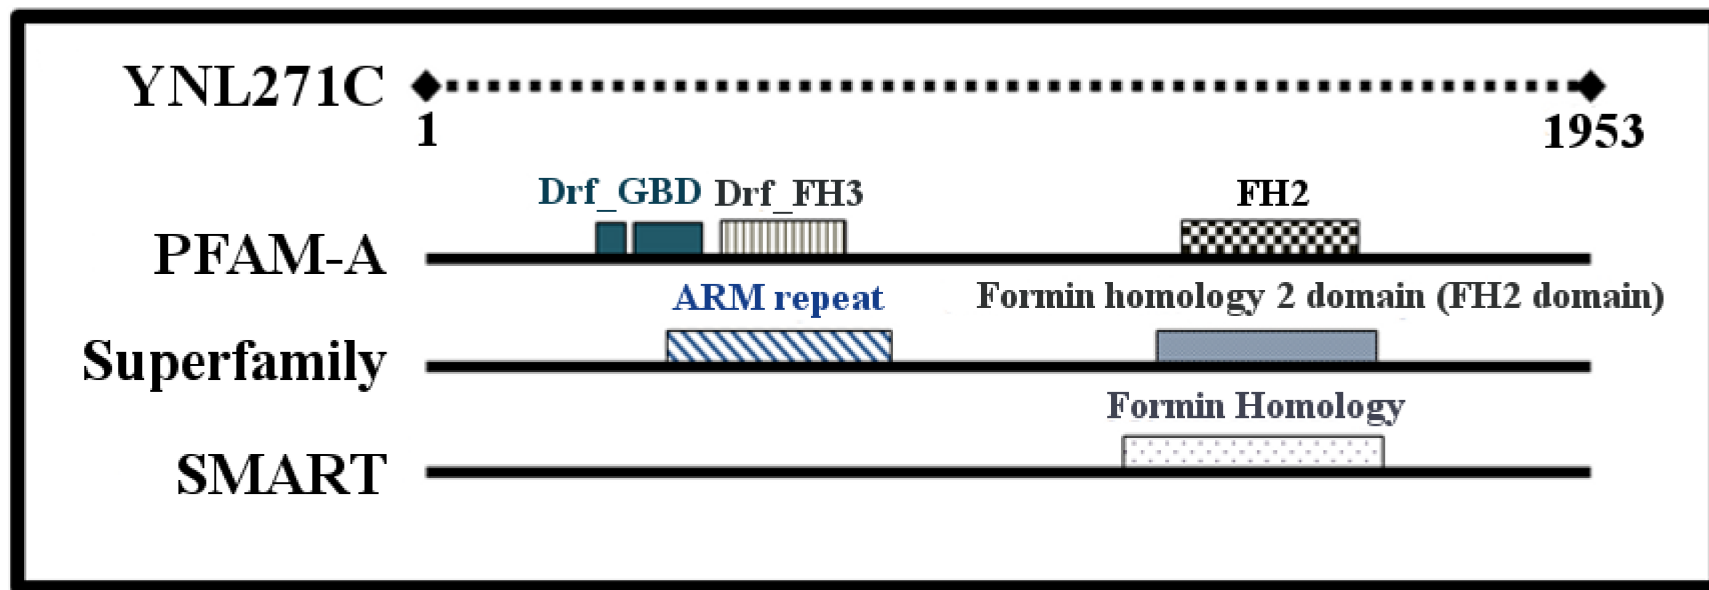 YNL271C
1 1953
Drf_GBD Drf_FH3 FH2
PFAM-A
ARM repeat Formin homology 2 domain (FH2 domain)
Superfamily
Formin Homology
SMART